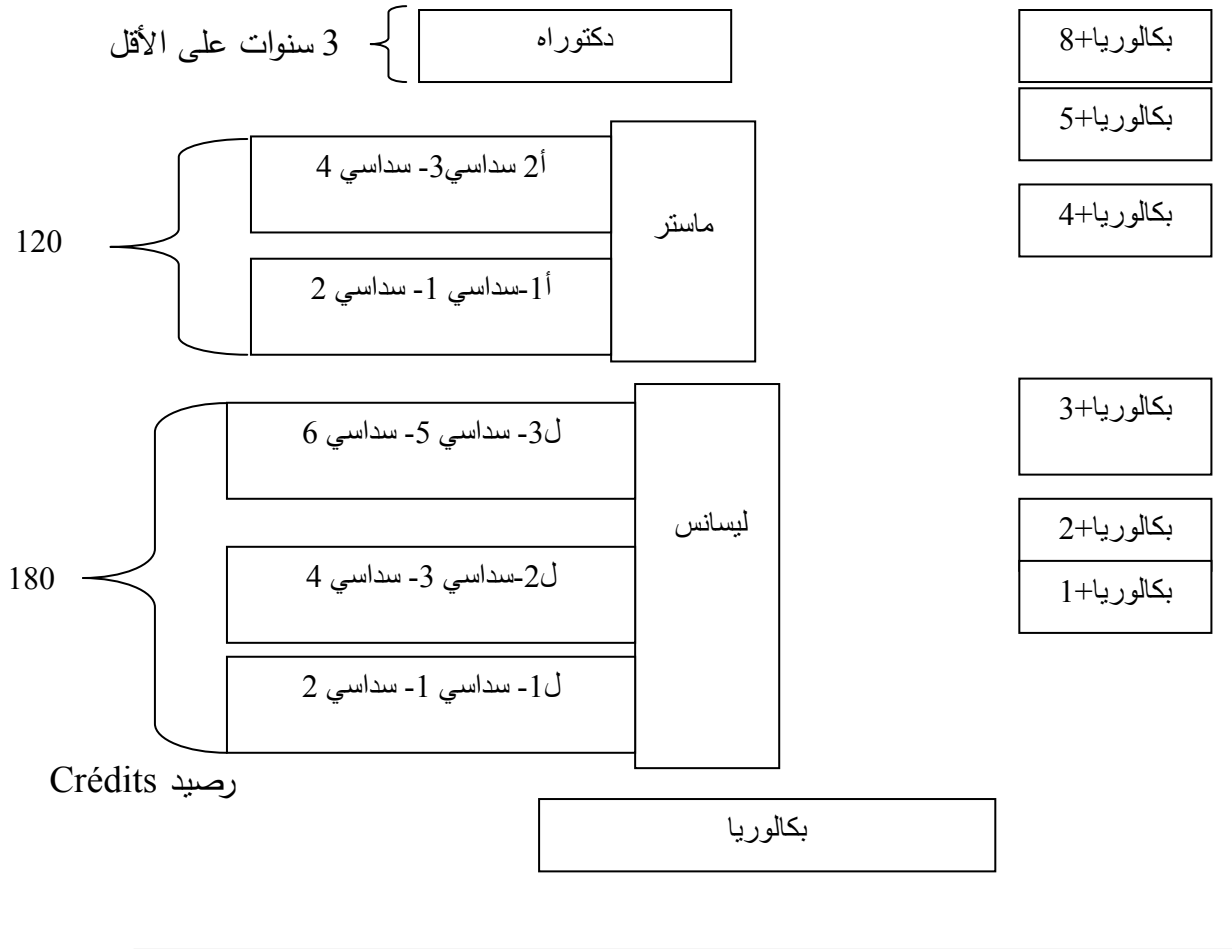 بكالوريا+8
دكتوراه
3 سنوات على الأقل
بكالوريا+5
بكالوريا+4
ماستر
أ2 سداسي3- سداسي 4
أ1-سداسي 1- سداسي 2
120
بكالوريا+3
بكالوريا+2
بكالوريا+1
ليسانس
ل3- سداسي 5- سداسي 6
ل2-سداسي 3- سداسي 4
ل1- سداسي 1- سداسي 2
180
رصيد Crédits
بكالوريا